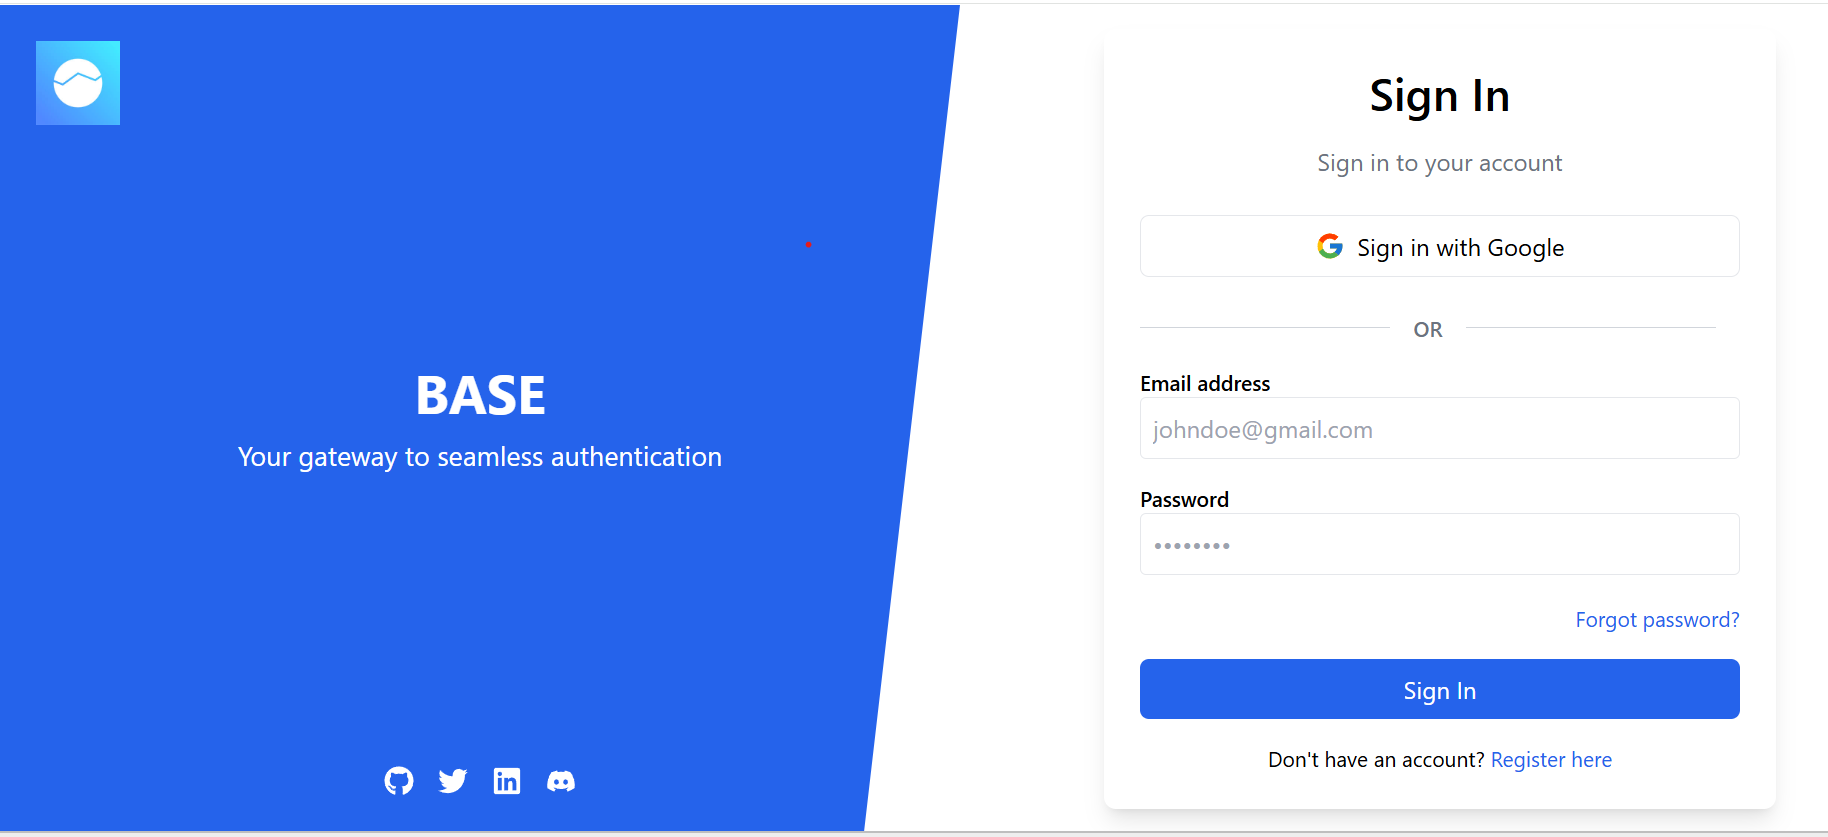 BASE
Your gateway to seamless authentication
Sign In
Sign in to your account
Sign in with Google
OR
Email address
johndoe@gmail.com
Password
••••••••
Forgot password?
Sign In
Don't have an account? Register here